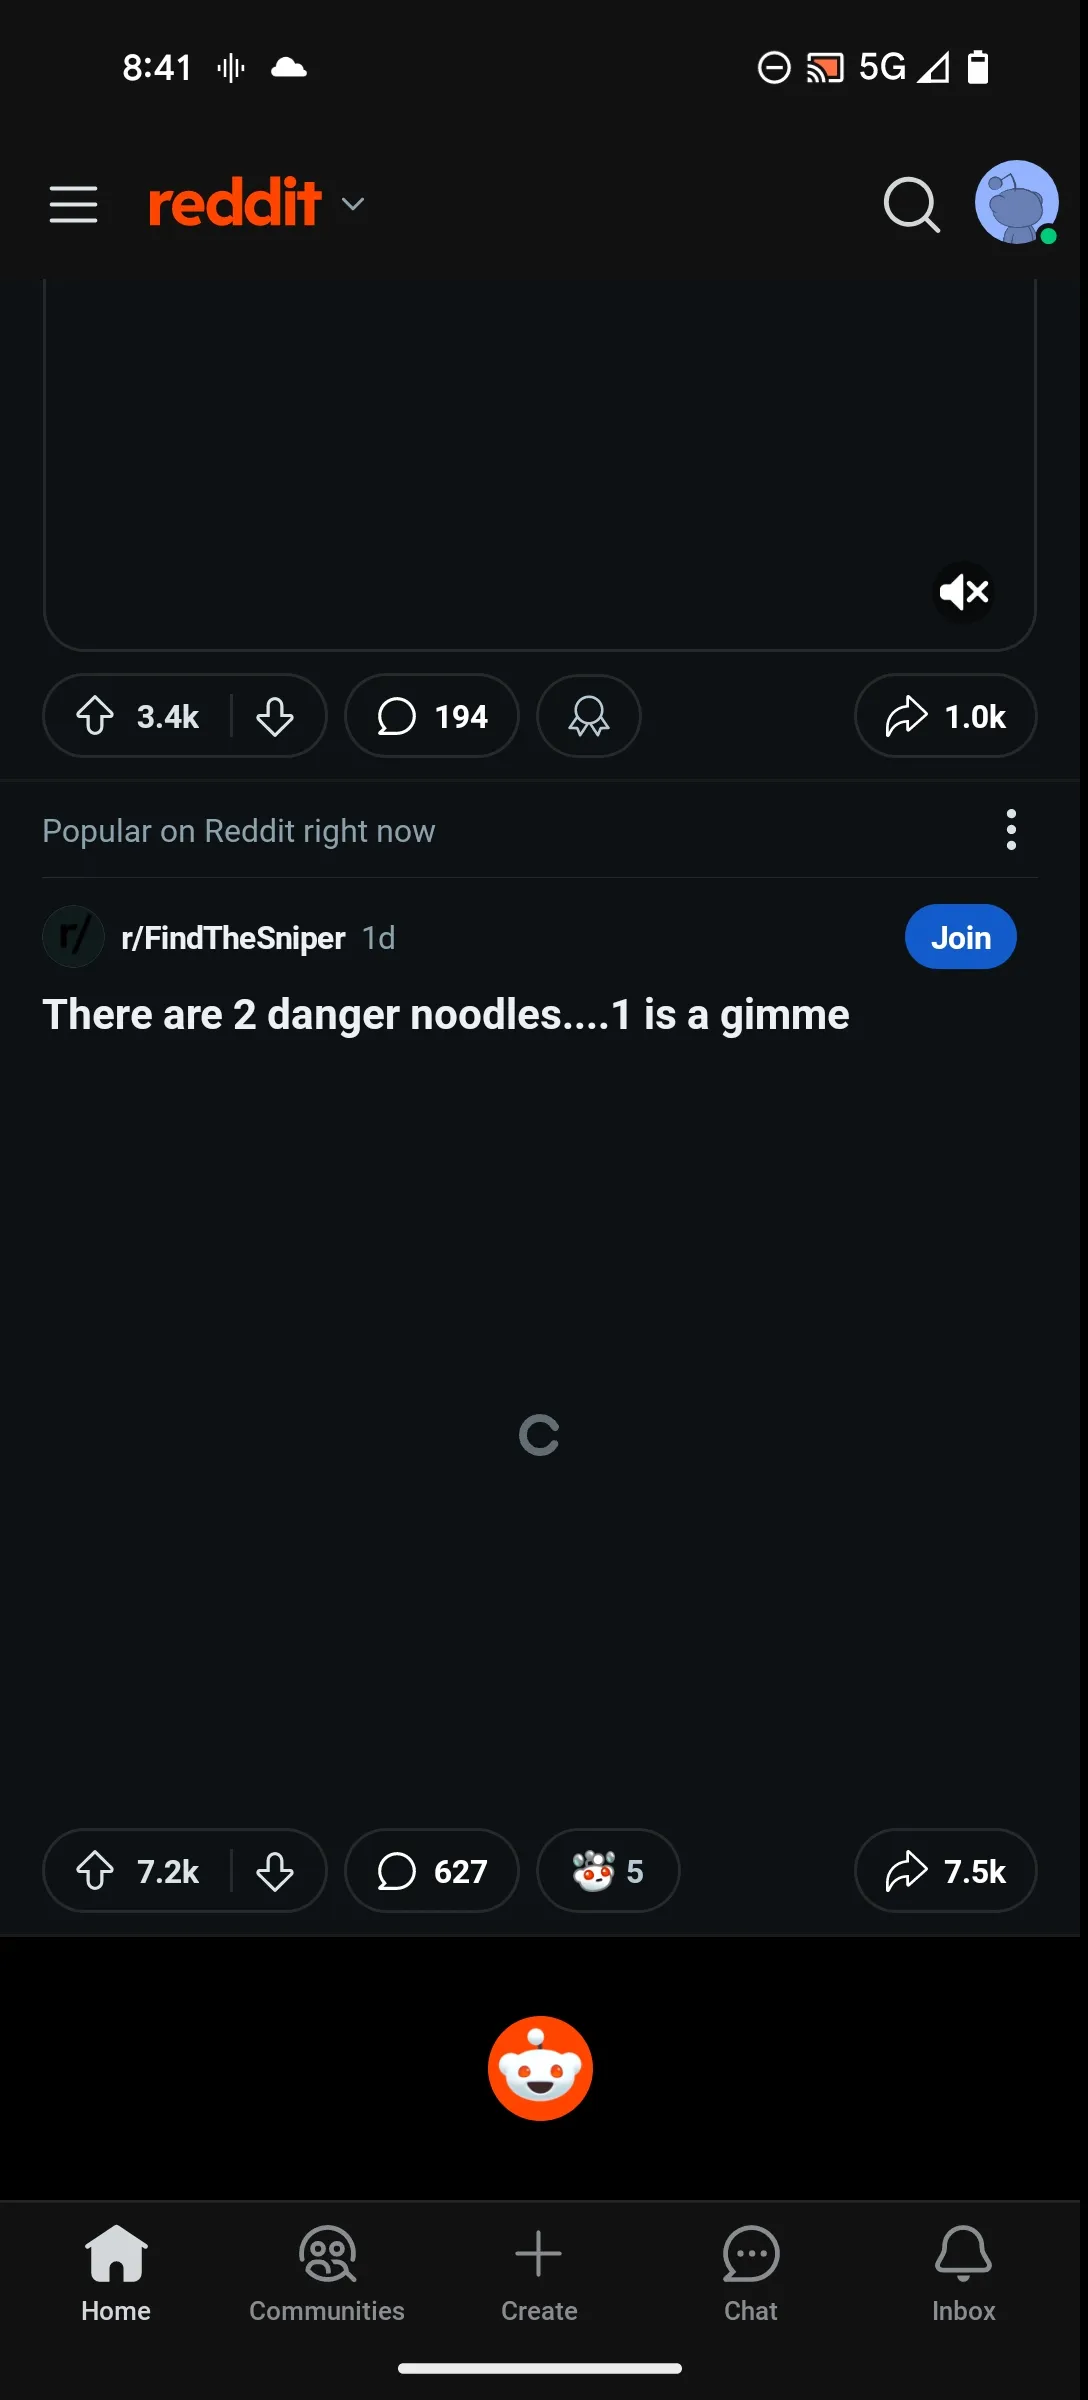 8:41 5G
reddit
3.4k 194 1.0k
Popular on Reddit right now
r/ r/FindTheSniper 1d Join
There are 2 danger noodles....1 is a gimme
7.2k 627 5 7.5k
Home Communities Create Chat Inbox